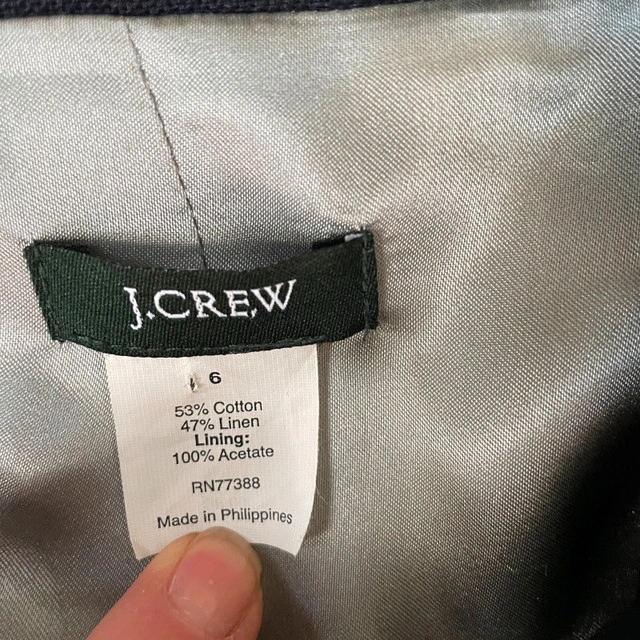 J.CREW
6
53% Cotton
47% Linen
Lining:
100% Acetate
RN77388
Made in Philippines